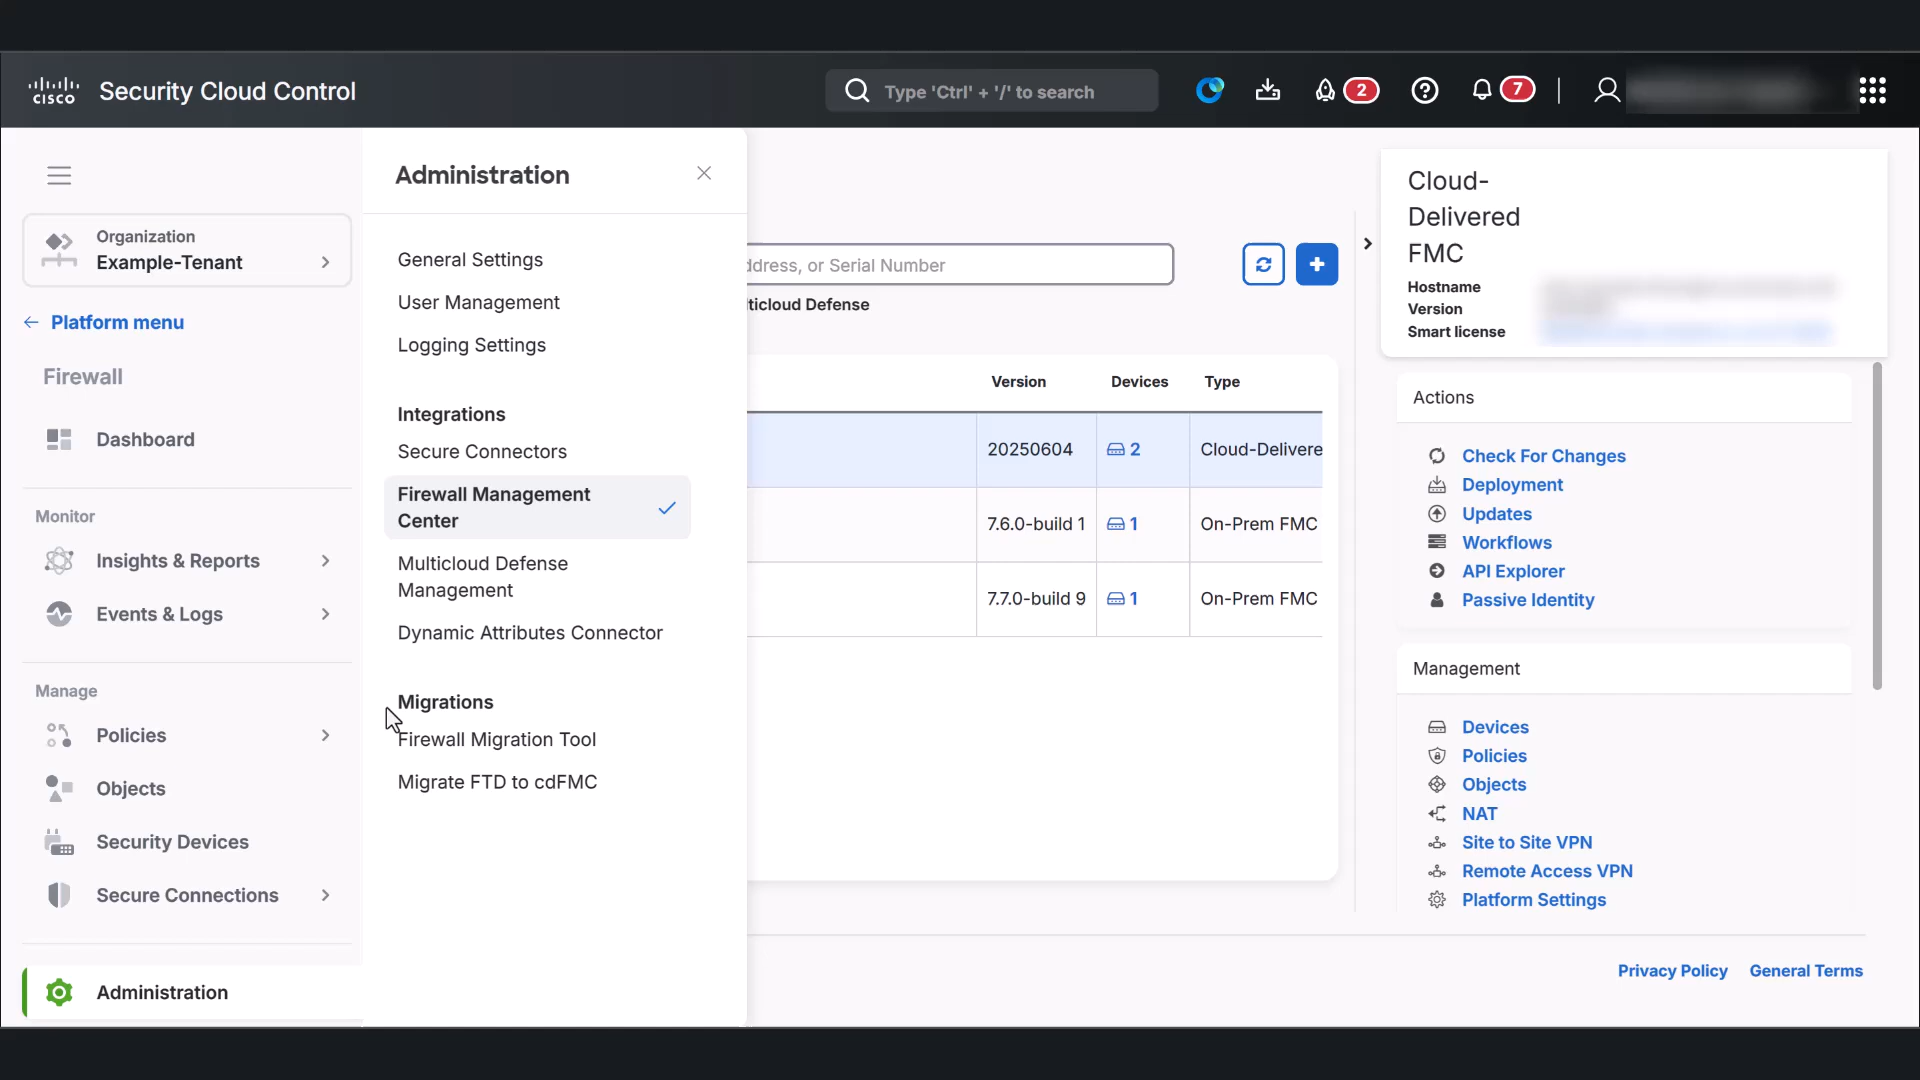 CISCO
Security Cloud Control
Type 'Ctrl' + '/' to search
2
7
Organization
Example-Tenant
Platform menu
Firewall
Dashboard
Monitor
Insights & Reports
Events & Logs
Manage
Policies
Objects
Security Devices
Secure Connections
Administration
Administration
General Settings
User Management
Logging Settings
Integrations
Secure Connectors
Firewall Management
Center
Multicloud Defense
Management
Dynamic Attributes Connector
Migrations
Firewall Migration Tool
Migrate FTD to cdFMC
ddress, or Serial Number
ticloud Defense
Version Devices Type
20250604 2 Cloud-Delivere
7.6.0-build 1 1 On-Prem FMC
7.7.0-build 9 1 On-Prem FMC
Cloud-
Delivered
FMC
Hostname
Version
Smart license
Actions
Check For Changes
Deployment
Updates
Workflows
API Explorer
Passive Identity
Management
Devices
Policies
Objects
NAT
Site to Site VPN
Remote Access VPN
Platform Settings
Privacy Policy General Terms